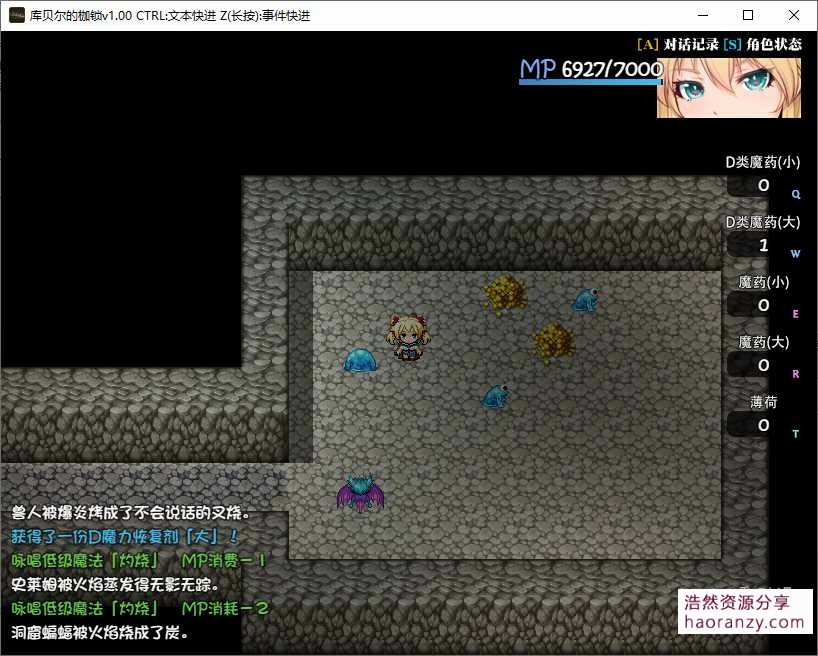 库贝尔的枷锁v1.00 CTRL:文本快进 Z(长按):事件快进
[A] 对话记录 [S] 角色状态
MP 6927/7000
D类魔药(小)
0
Q
D类魔药(大)
1
W
魔药(小)
0
E
魔药(大)
0
R
薄荷
0
T
兽人被爆炎烤成了不会说话的叉烧。
获得了一份D魔力恢复剂「大」！
咏唱低级魔法「灼烧」 MP消费－1
史莱姆被火焰蒸发得无影无踪。
咏唱低级魔法「灼烧」 MP消耗－2
洞窟蝙蝠被火焰烧成了炭。
浩然资源分享
haoranzy.com